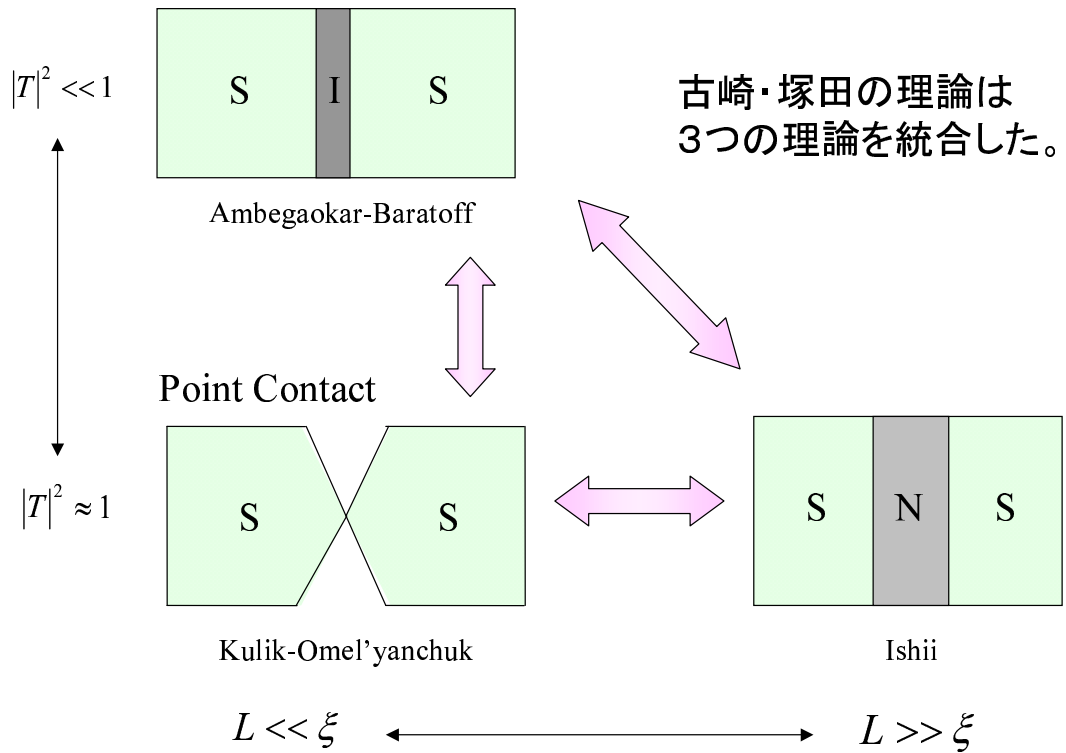 |T|² << 1
S I S
古崎・塚田の理論は
３つの理論を統合した。
Ambegaokar-Baratoff
Point Contact
|T|² ≈ 1
S S
S N S
Kulik-Omel'yanchuk
Ishii
L << ξ
L >> ξ